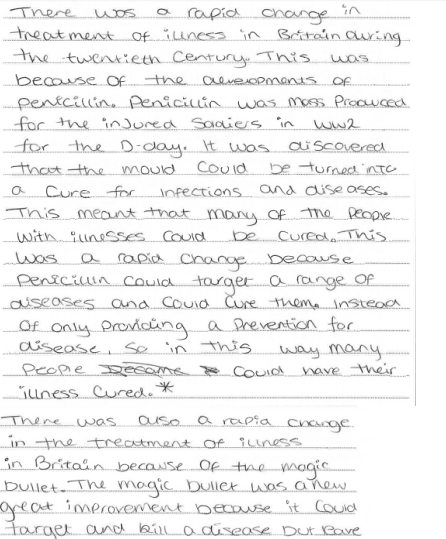 There was a rapid change in
treatment of illness in Britain during
the twentieth Century. This was
because of the developments of
penicillin. Penicillin was mass Produced
for the injured Sodiers in WW2
for the D-day. It was discovered
that the mould Could be turned into
a Cure for infections and diseases.
This meant that many of the People
with illnesses Could be Cured. This
was a rapid Change because
Penicillin Could target a range of
diseases and Could Cure them. instead
Of only Providing a Prevention for
disease, So in this way many
People Could have their
illness Cured.*
There was also a rapid change
in the treatment of illness
in Britain because Of the magic
bullet. The magic bullet was a new
great improvement because it Could
target and kill a disease but leave